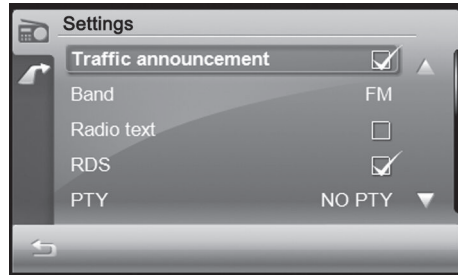 Settings
Traffic announcement
Band FM
Radio text
RDS
PTY NO PTY